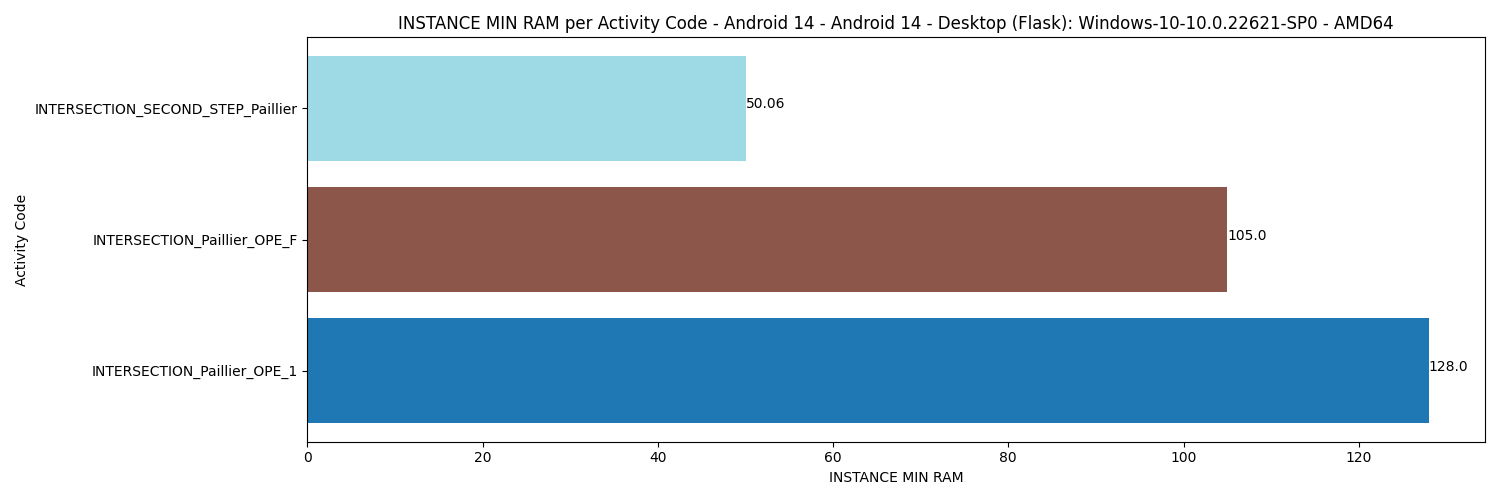 INSTANCE MIN RAM per Activity Code - Android 14 - Android 14 - Desktop (Flask): Windows-10-10.0.22621-SP0 - AMD64
INTERSECTION_SECOND_STEP_Paillier
50.06
INTERSECTION_Paillier_OPE_F
105.0
INTERSECTION_Paillier_OPE_1
128.0
Activity Code
0 20 40 60 80 100 120
INSTANCE MIN RAM